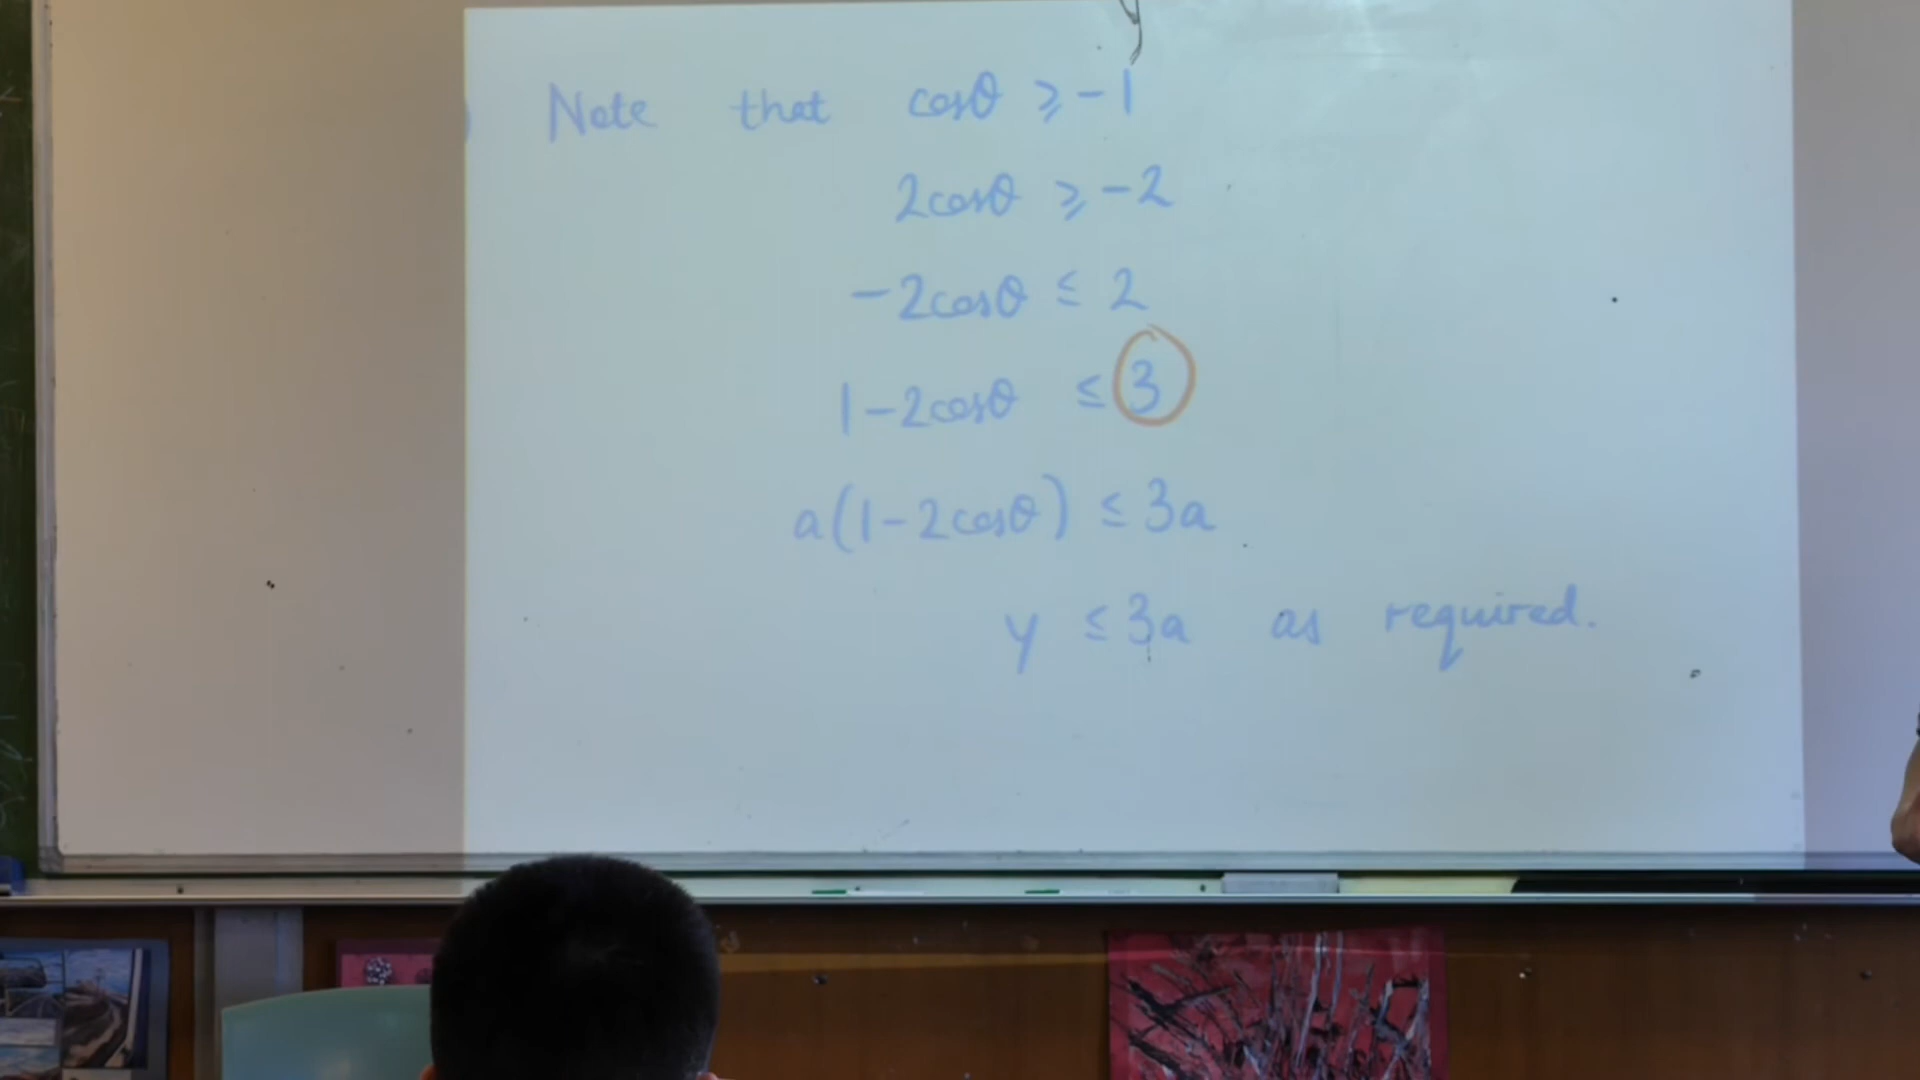 Note that cosθ ⩾ -1
2cosθ ⩾ -2
-2cosθ ≤ 2
1-2cosθ ≤ 3
a(1-2cosθ) ≤ 3a
y ≤ 3a as required.